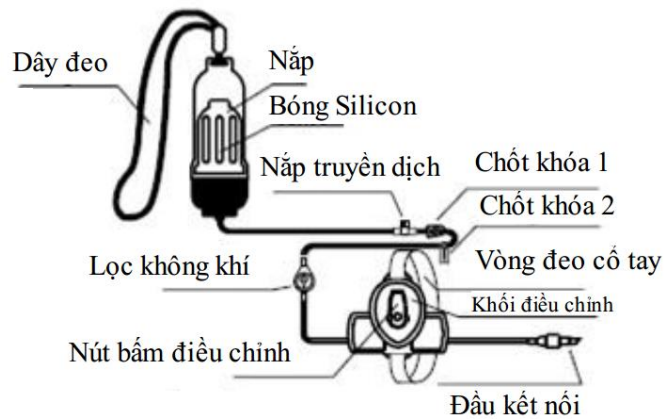 Dây đeo
Nắp
Bóng Silicon
Nắp truyền dịch
Chốt khóa 1
Chốt khóa 2
Lọc không khí
Vòng đeo cổ tay
Khối điều chỉnh
Nút bấm điều chỉnh
Đầu kết nối